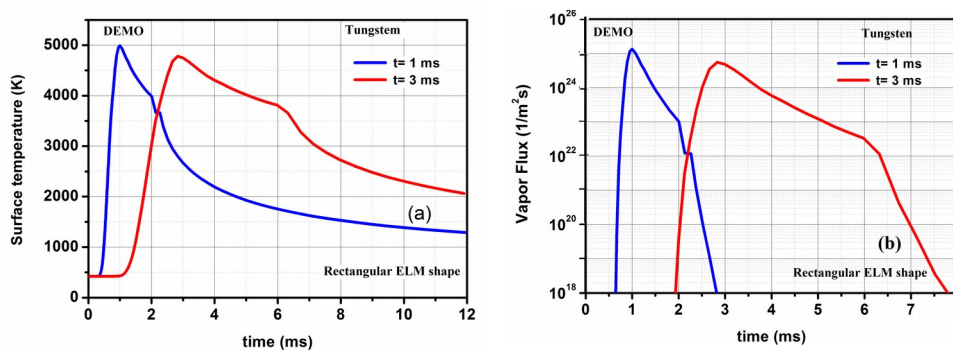 DEMO
Tungstem
t= 1 ms
t= 3 ms
5000
4000
3000
2000
1000
0
Surface temperature (K)
(a)
Rectangular ELM shape
0 2 4 6 8 10 12
time (ms)
DEMO
Tungsten
t= 1 ms
t= 3 ms
10^26
10^24
10^22
10^20
10^18
Vapor Flux (1/m^2s)
(b)
Rectangular ELM shape
0 1 2 3 4 5 6 7
time (ms)